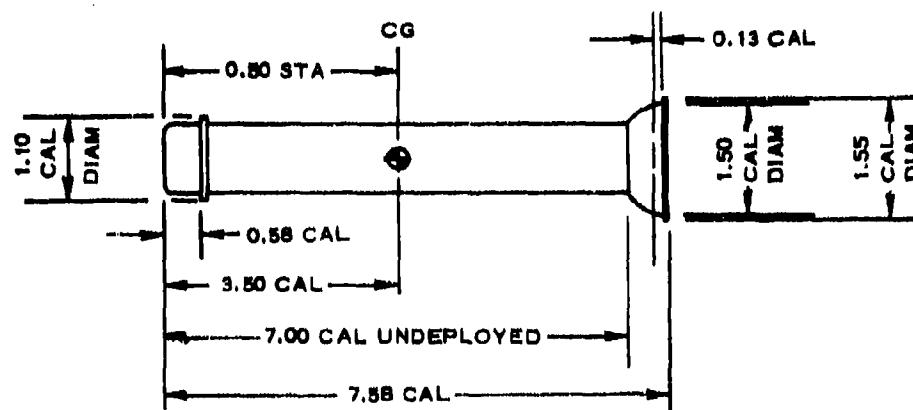 CG
0.13 CAL
0.50 STA
1.10
CAL
DIAM
1.50
CAL
DIAM
1.55
CAL
DIAM
0.58 CAL
3.50 CAL
7.00 CAL UNDEPLOYED
7.58 CAL